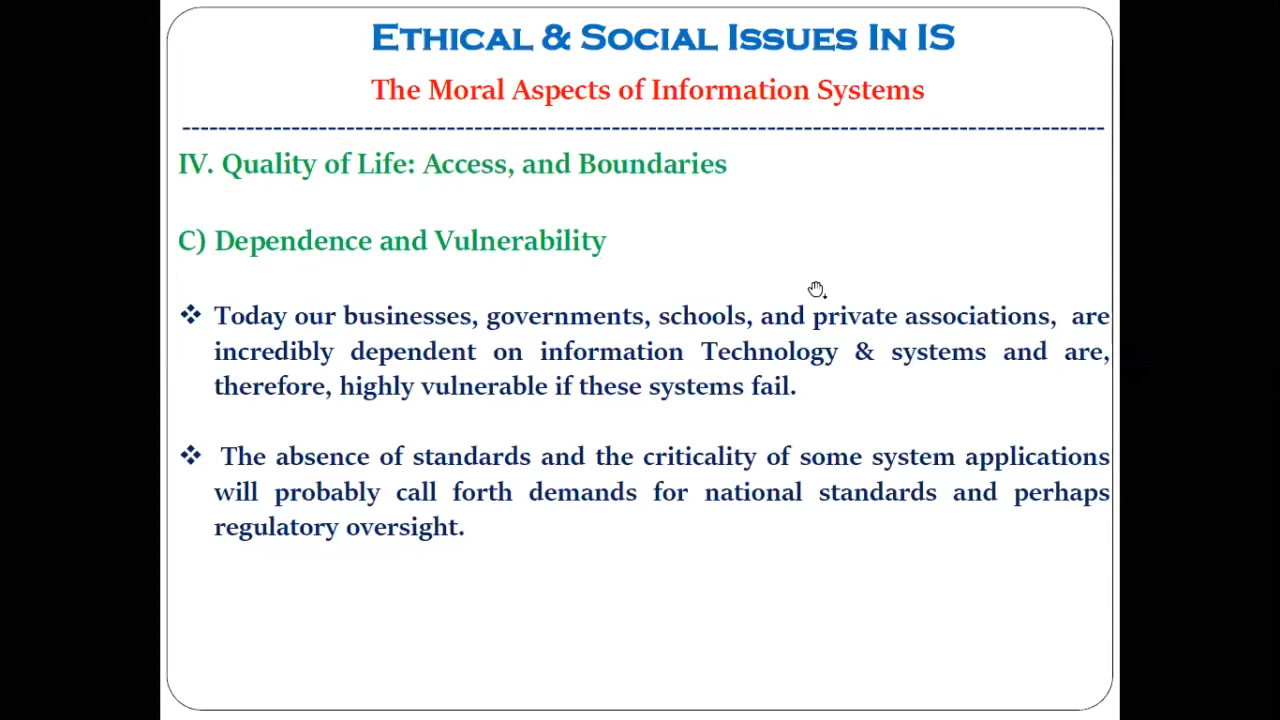 ETHICAL & SOCIAL ISSUES IN IS
The Moral Aspects of Information Systems
IV. Quality of Life: Access, and Boundaries
C) Dependence and Vulnerability
❖ Today our businesses, governments, schools, and private associations, are
incredibly dependent on information Technology & systems and are,
therefore, highly vulnerable if these systems fail.
❖ The absence of standards and the criticality of some system applications
will probably call forth demands for national standards and perhaps
regulatory oversight.